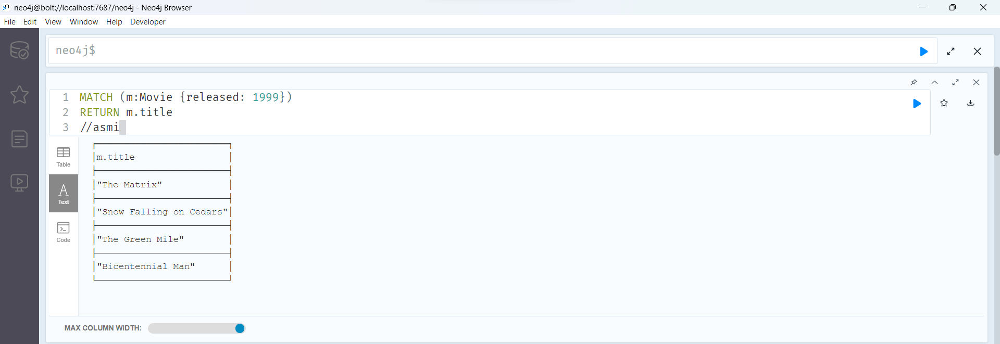 neo4j@bolt://localhost:7687/neo4j - Neo4j Browser
File Edit View Window Help Developer
neo4j$
1 MATCH (m:Movie {released: 1999})
2 RETURN m.title
3 //asmi
Table
Text
Code
m.title
"The Matrix"
"Snow Falling on Cedars"
"The Green Mile"
"Bicentennial Man"
MAX COLUMN WIDTH: